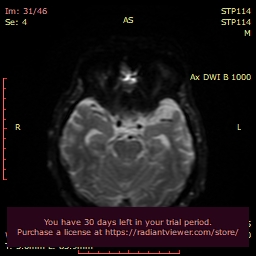 Im: 31/46
Se: 4
AS
STP114
STP114
M
Ax DWI B 1000
R
L
You have 30 days left in your trial period.
Purchase a license at https://radiantviewer.com/store/